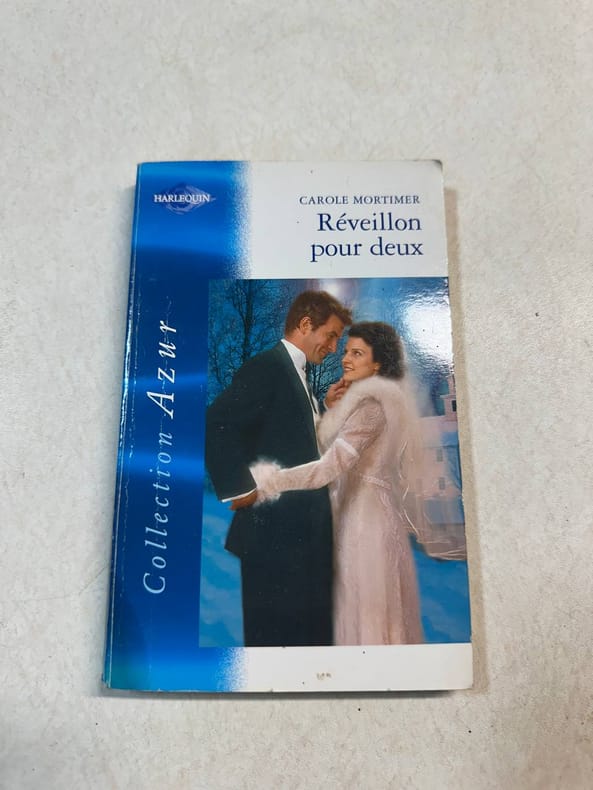 HARLEQUIN
CAROLE MORTIMER
Réveillon
pour deux
Collection Azur